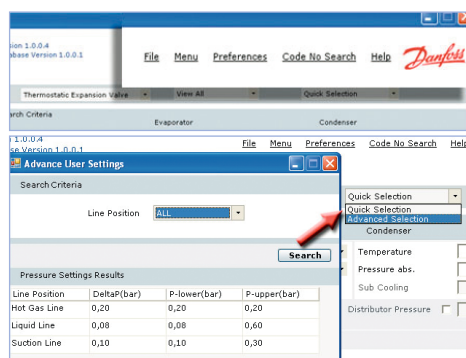 sion 1.0.0.4
abase Version 1.0.0.1
File Menu Preferences Code No Search Help
Danfoss
Thermostatic Expansion Valve View All Quick Selection
arch Criteria
Evaporator Condenser
1.0.0.4
se Version 1.0.0.1
File Menu Preferences Code No Search Help
Advance User Settings
Search Criteria
Line Position ALL
Search
Quick Selection
Quick Selection
Advanced Selection
Condenser
Temperature
Pressure abs.
Sub Cooling
Distributor Pressure
Pressure Settings Results
Line Position DeltaP(bar) P-lower(bar) P-upper(bar)
Hot Gas Line 0,20 0,20 0,20
Liquid Line 0,08 0,08 0,60
Suction Line 0,10 0,10 0,30